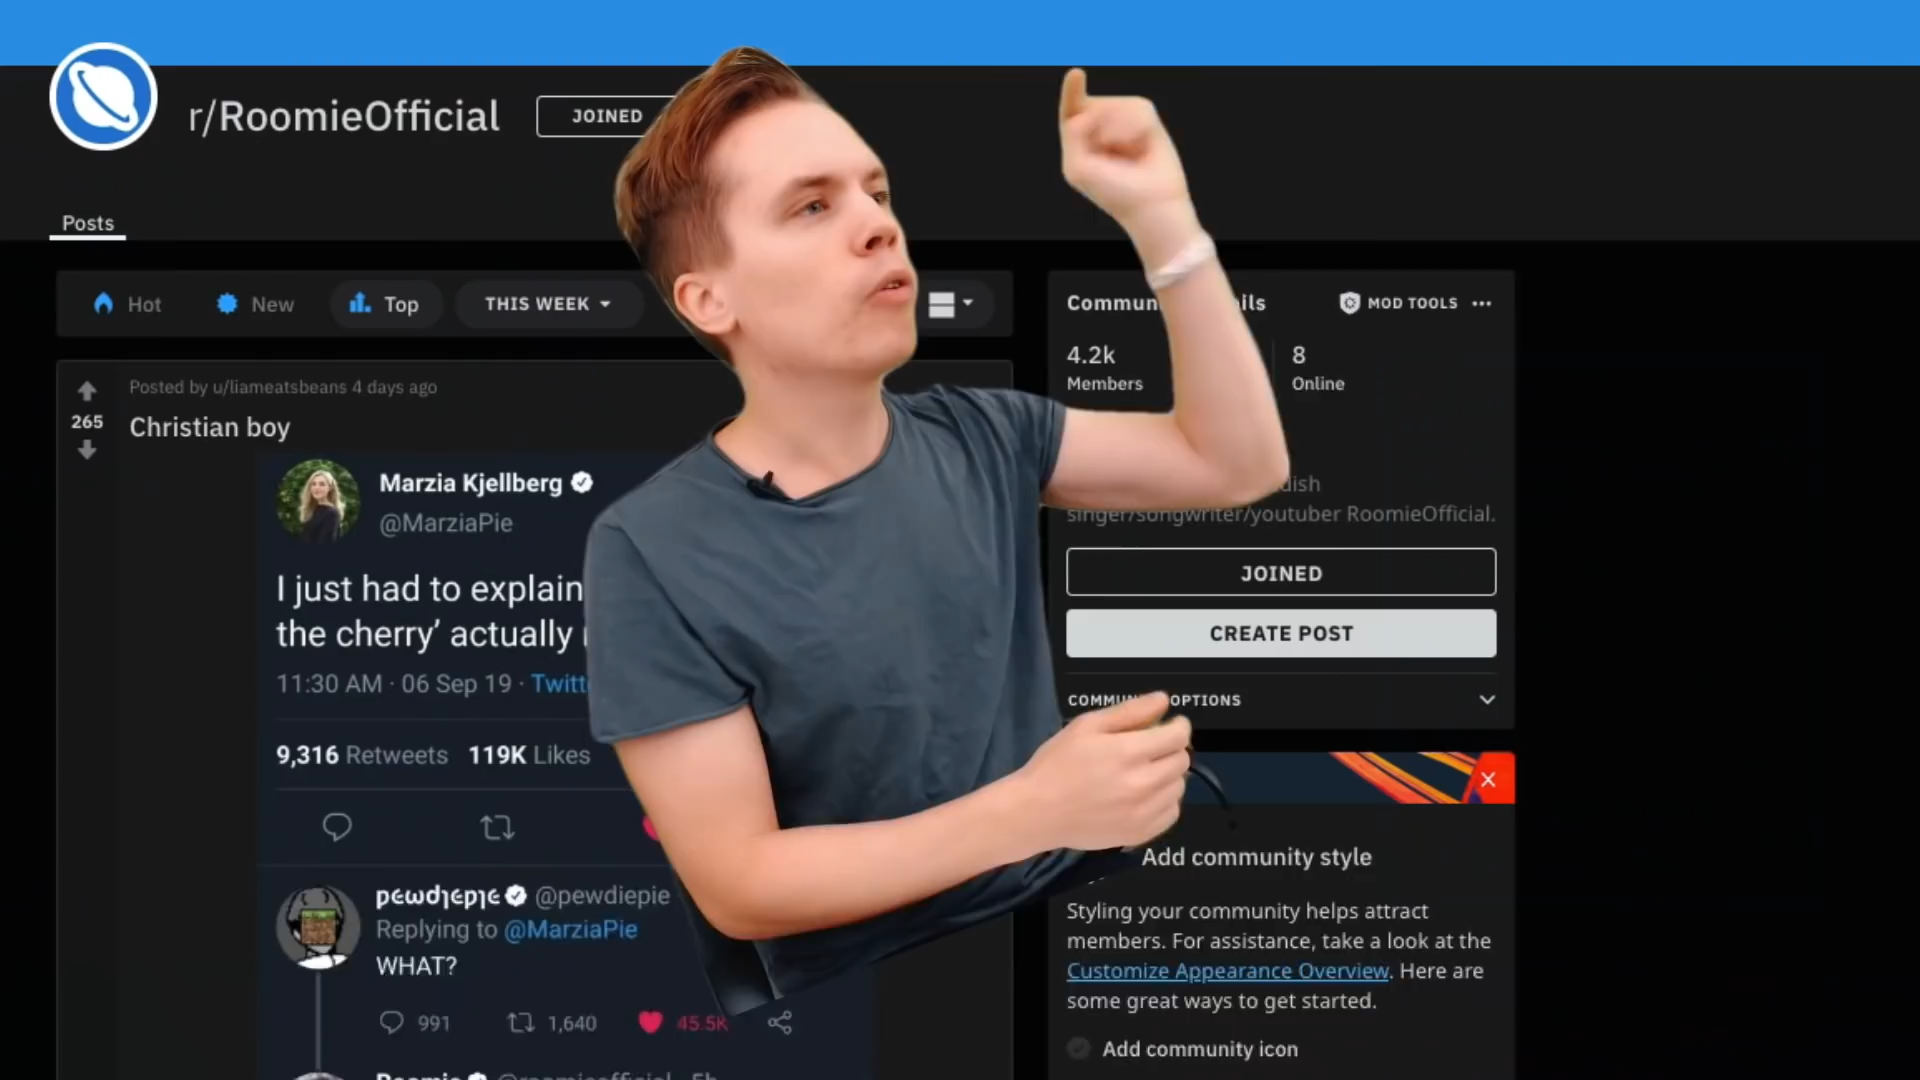 r/RoomieOfficial
JOINED
Posts
Hot
New
Top
THIS WEEK
Posted by u/liameatsbeans 4 days ago
265
Christian boy
Marzia Kjellberg
@MarziaPie
I just had to explain
the cherry’ actually
11:30 AM · 06 Sep 19 ·
9,316 Retweets 119K Likes
pєωdıєpıє @pewdiepie
Replying to @MarziaPie
WHAT?
991
1,640
45.5K
MOD TOOLS
4.2k
Members
8
Online
singer/songwriter/youtuber RoomieOfficial.
JOINED
CREATE POST
OPTIONS
Add community style
Styling your community helps attract
members. For assistance, take a look at the
Customize Appearance Overview. Here are
some great ways to get started.
Add community icon